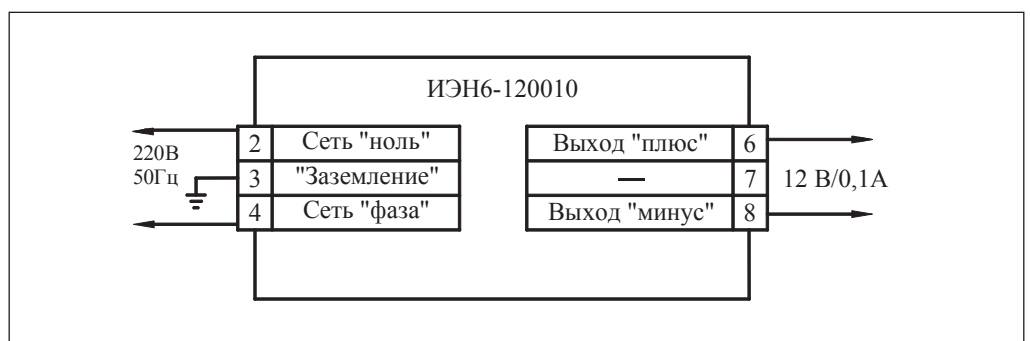 ИЭН6-120010
220В
50Гц
2 Сеть "ноль"
3 "Заземление"
4 Сеть "фаза"
Выход "плюс" 6
— 7
Выход "минус" 8
12 В/0,1А